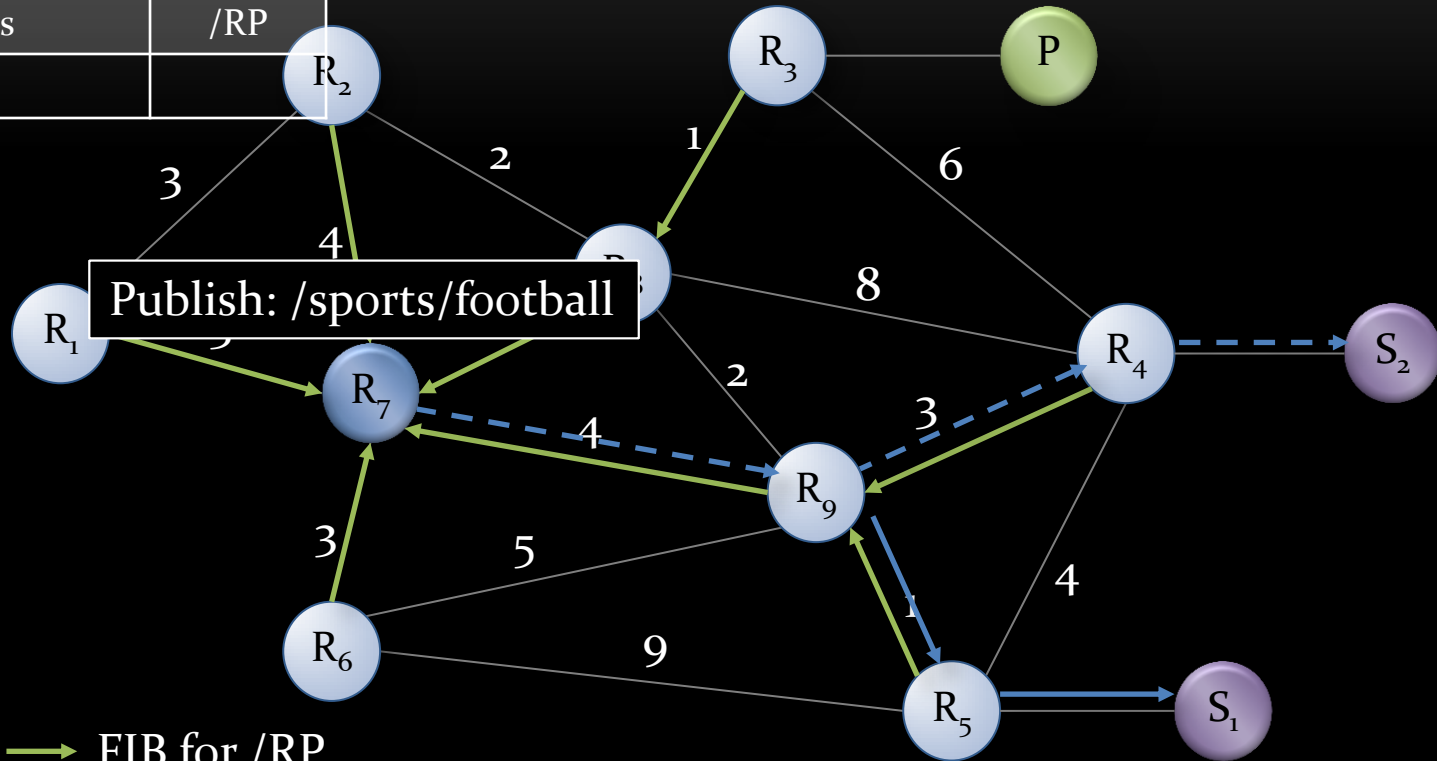 s /RP
R₂
R₃
P
1
3
2
6
4
8
Publish: /sports/football
R₁
R₄
S₂
R₇
2
3
4
R₉
3
5
1
4
R₆
9
R₅
S₁
FIB for /RP